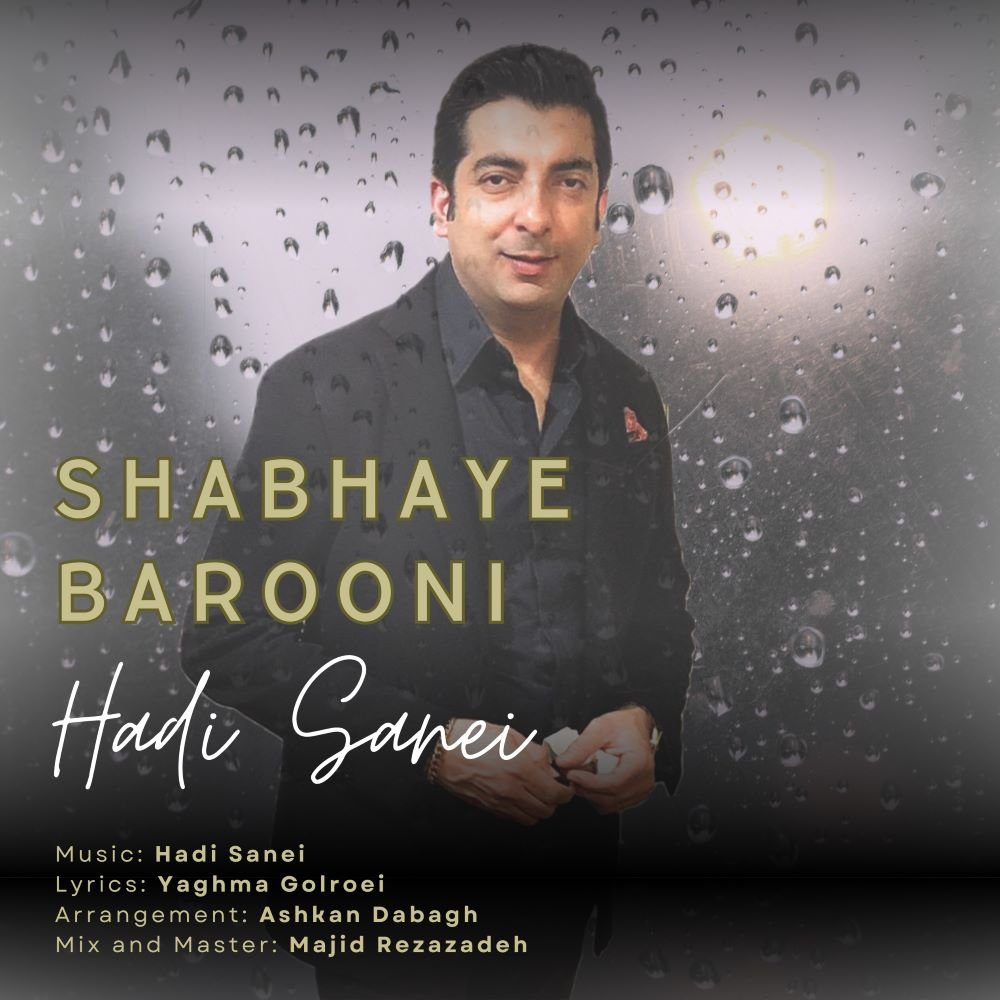 SHABHAYE
BAROONI
Hadi Sanei
Music: Hadi Sanei
Lyrics: Yaghma Golroei
Arrangement: Ashkan Dabagh
Mix and Master: Majid Rezazadeh